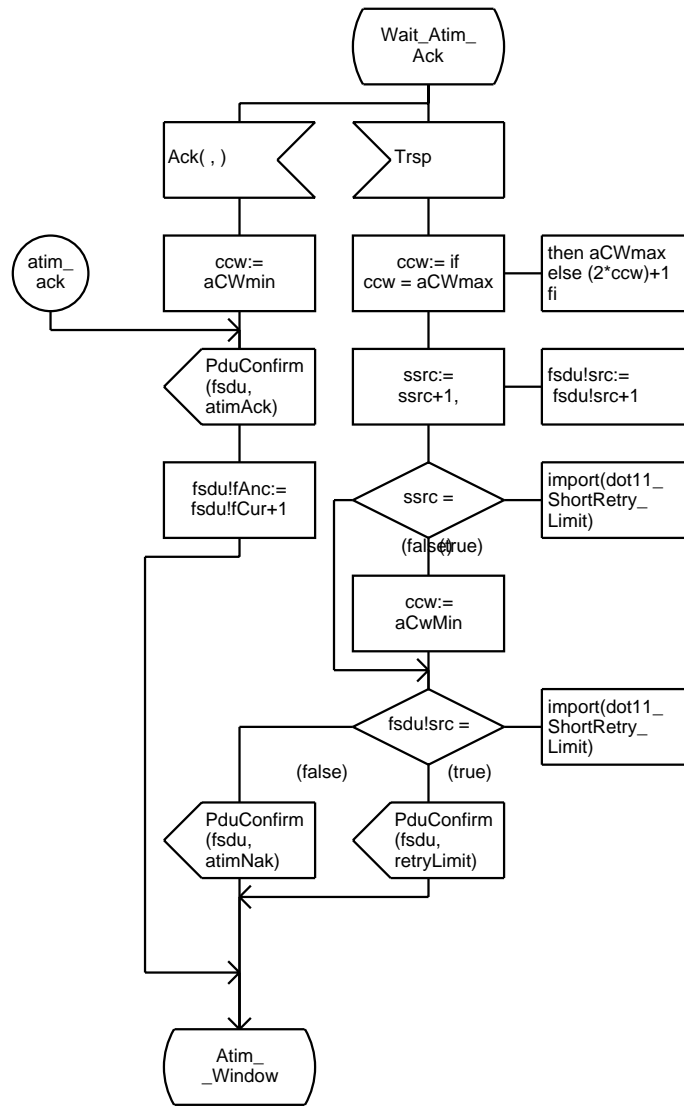 Wait_Atim_
Ack
Ack( , )
Trsp
atim_
ack
ccw:=
aCWmin
ccw:= if
ccw = aCWmax
then aCWmax
else (2*ccw)+1
fi
PduConfirm
(fsdu,
atimAck)
ssrc:=
ssrc+1,
fsdu!src:=
fsdu!src+1
fsdu!fAnc:=
fsdu!fCur+1
ssrc =
import(dot11_
ShortRetry_
Limit)
(false)
(true)
ccw:=
aCwMin
fsdu!src =
import(dot11_
ShortRetry_
Limit)
(false)
(true)
PduConfirm
(fsdu,
atimNak)
PduConfirm
(fsdu,
retryLimit)
Atim_
_Window